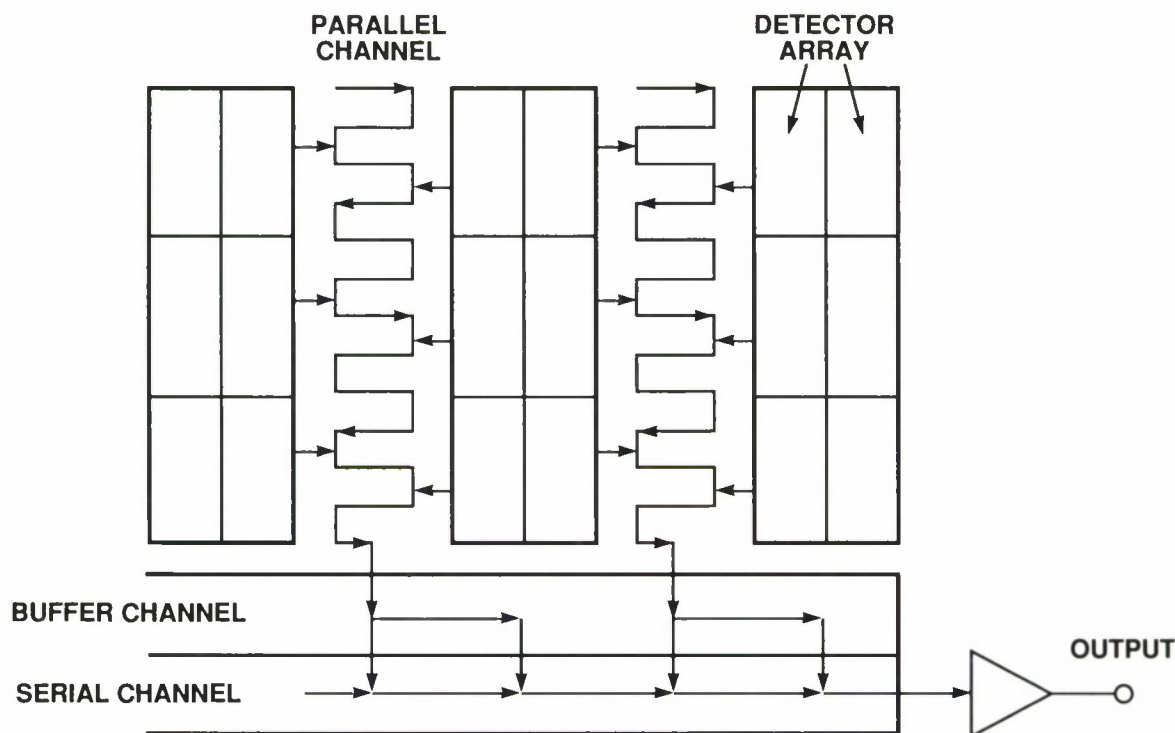 PARALLEL
CHANNEL
DETECTOR
ARRAY
BUFFER CHANNEL
SERIAL CHANNEL
OUTPUT